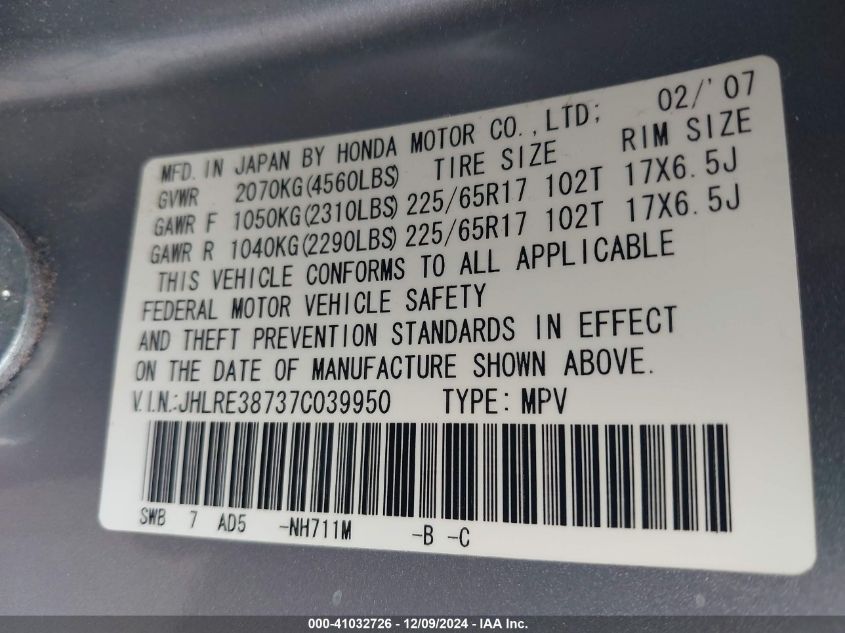 MFD. IN JAPAN BY HONDA MOTOR CO.,LTD; 02/'07
GVWR 2070KG(4560LBS) TIRE SIZE RIM SIZE
GAWR F 1050KG(2310LBS) 225/65R17 102T 17X6.5J
GAWR R 1040KG(2290LBS) 225/65R17 102T 17X6.5J
THIS VEHICLE CONFORMS TO ALL APPLICABLE
FEDERAL MOTOR VEHICLE SAFETY
AND THEFT PREVENTION STANDARDS IN EFFECT
ON THE DATE OF MANUFACTURE SHOWN ABOVE.
V.I.N.:JHLRE38737C039950 TYPE: MPV
SWB 7 AD5 -NH711M -B -C
000-41032726 - 12/09/2024 - IAA Inc.